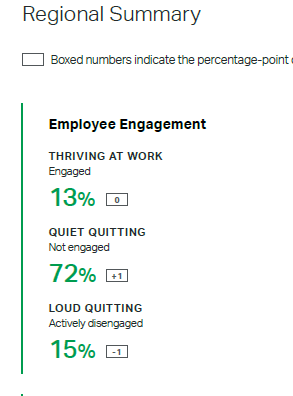 Regional Summary
Boxed numbers indicate the percentage-point
Employee Engagement
THRIVING AT WORK
Engaged
13% 0
QUIET QUITTING
Not engaged
72% +1
LOUD QUITTING
Actively disengaged
15% -1